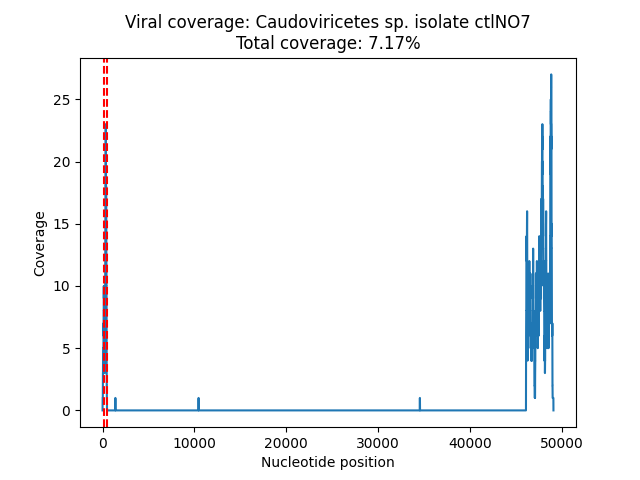 Viral coverage: Caudoviricetes sp. isolate ctlNO7
Total coverage: 7.17%
25
20
15
10
5
0
Coverage
0 10000 20000 30000 40000 50000
Nucleotide position